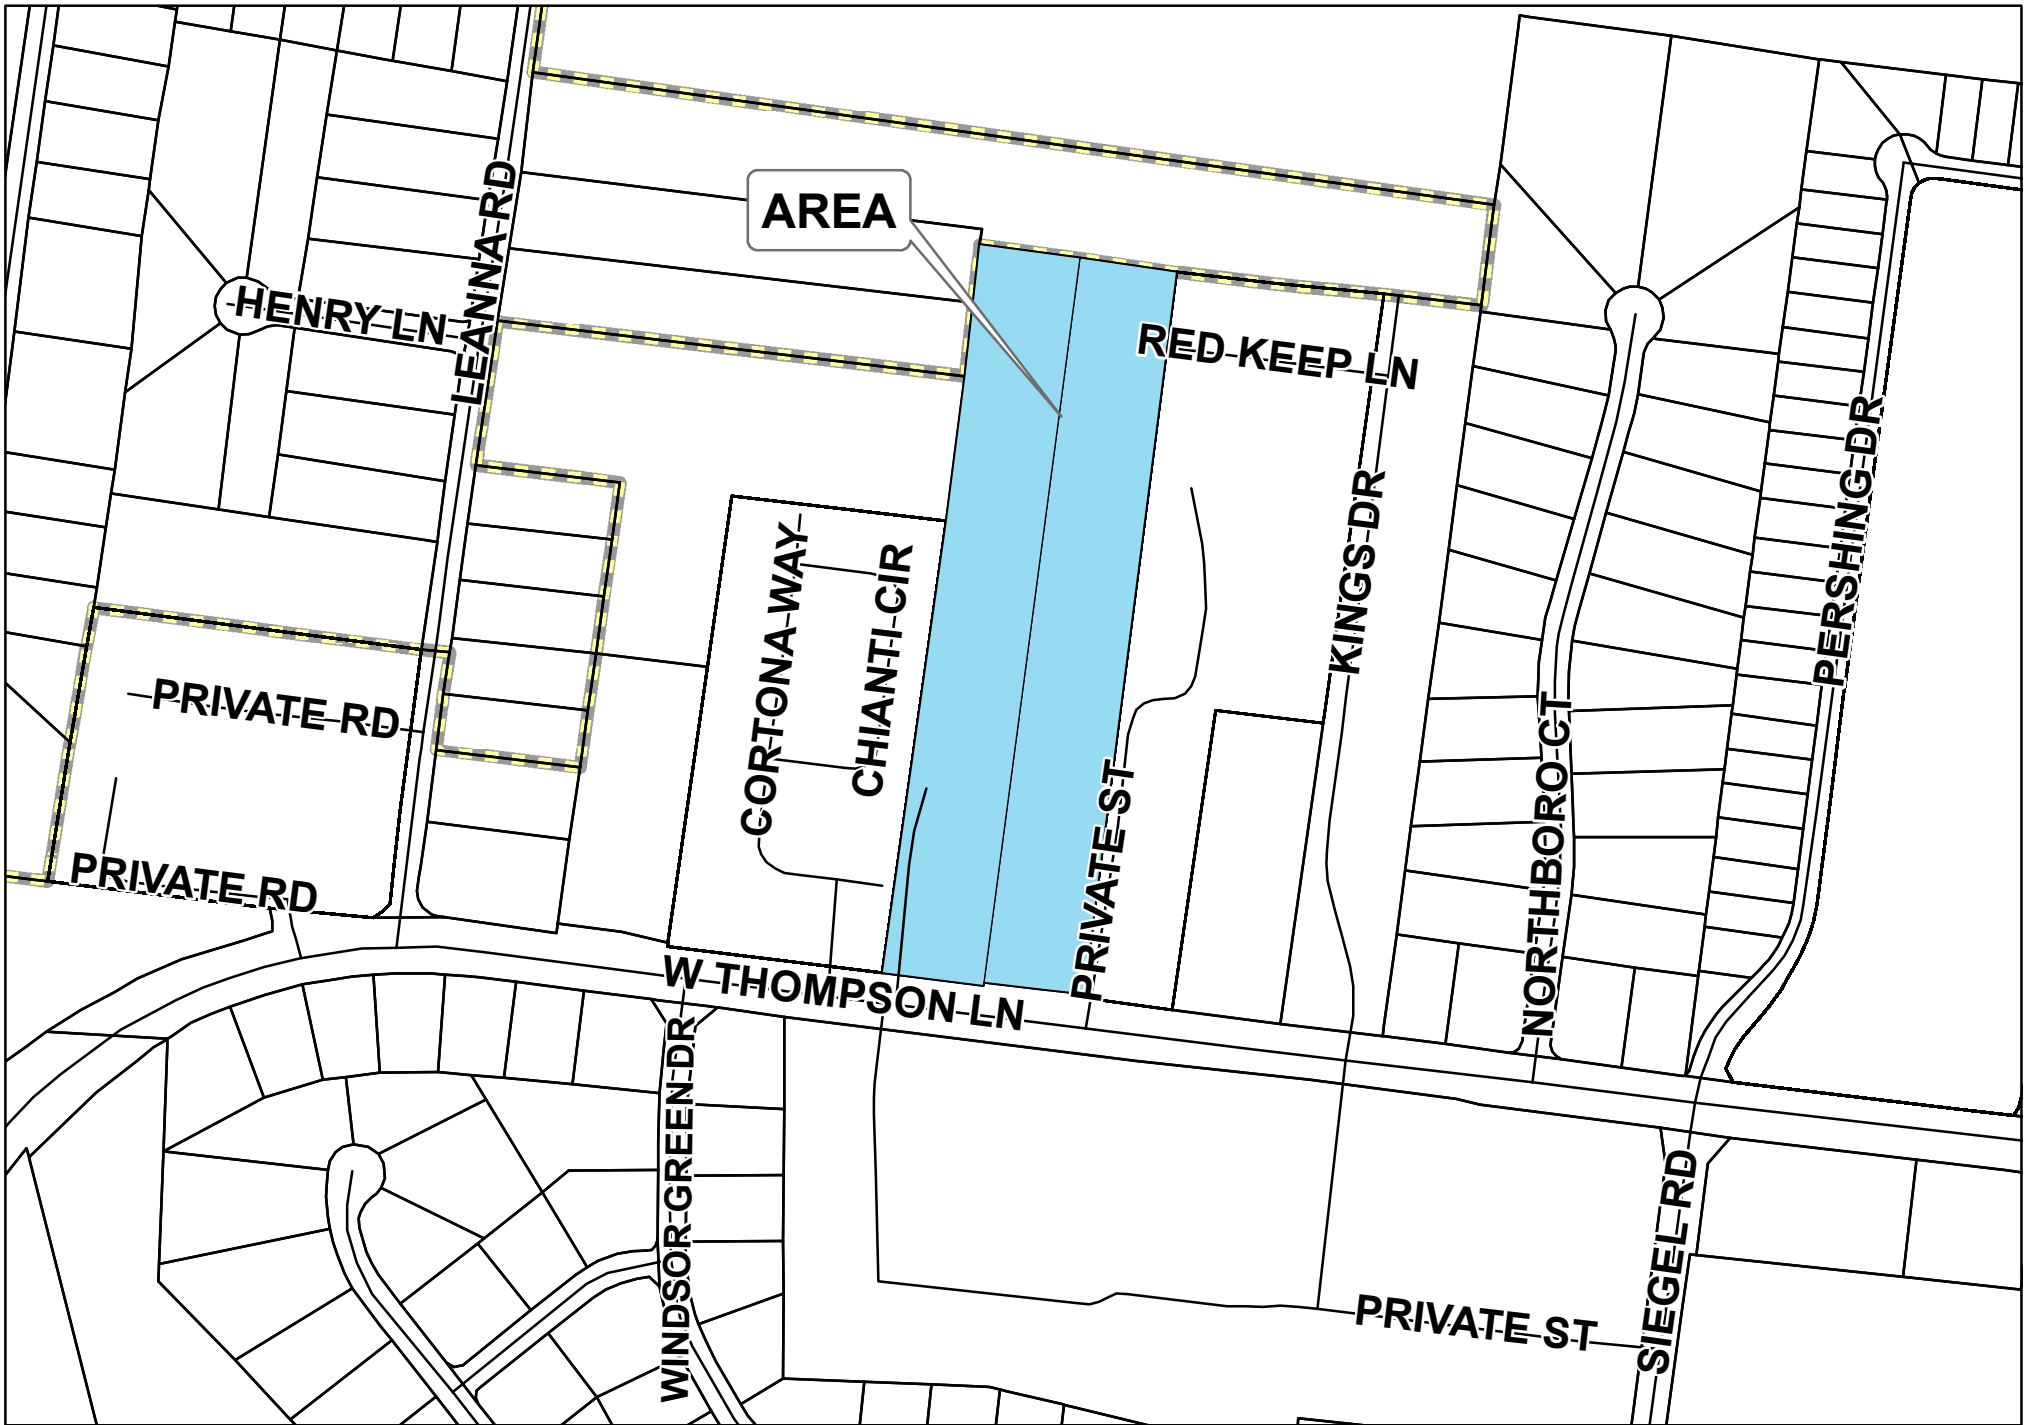 AREA
LEANNA RD
HENRY LN
RED KEEP LN
PERSHING DR
KINGS DR
CORTONA WAY
CHIANTI CIR
PRIVATE RD
NORTHBORO CT
PRIVATE ST
PRIVATE RD
W THOMPSON LN
WINDSOR GREEN DR
SIEGEL RD
PRIVATE ST